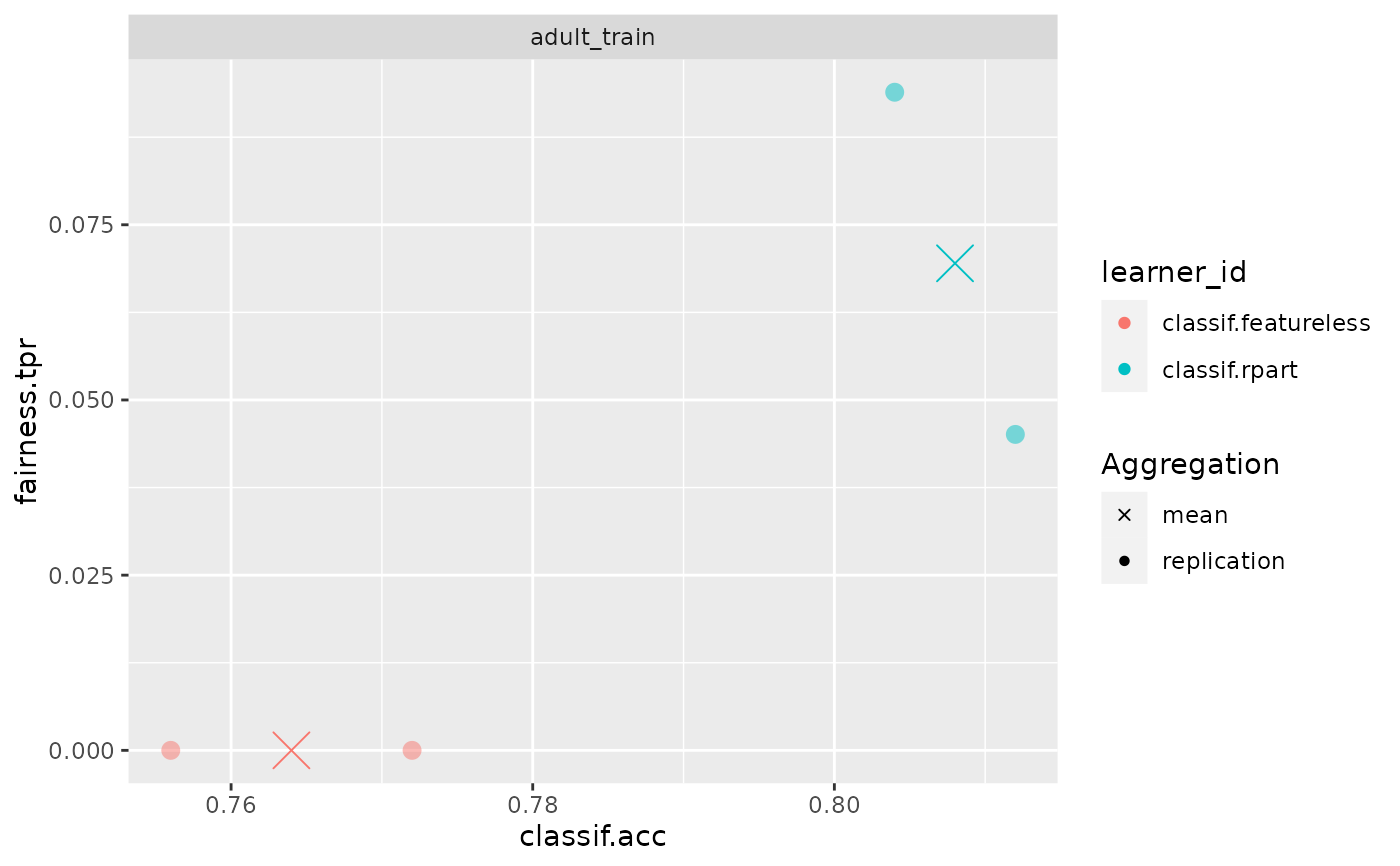 adult_train
0.075
0.050
0.025
0.000
fairness.tpr
0.76
0.78
0.80
classif.acc
learner_id
classif.featureless
classif.rpart
Aggregation
mean
replication